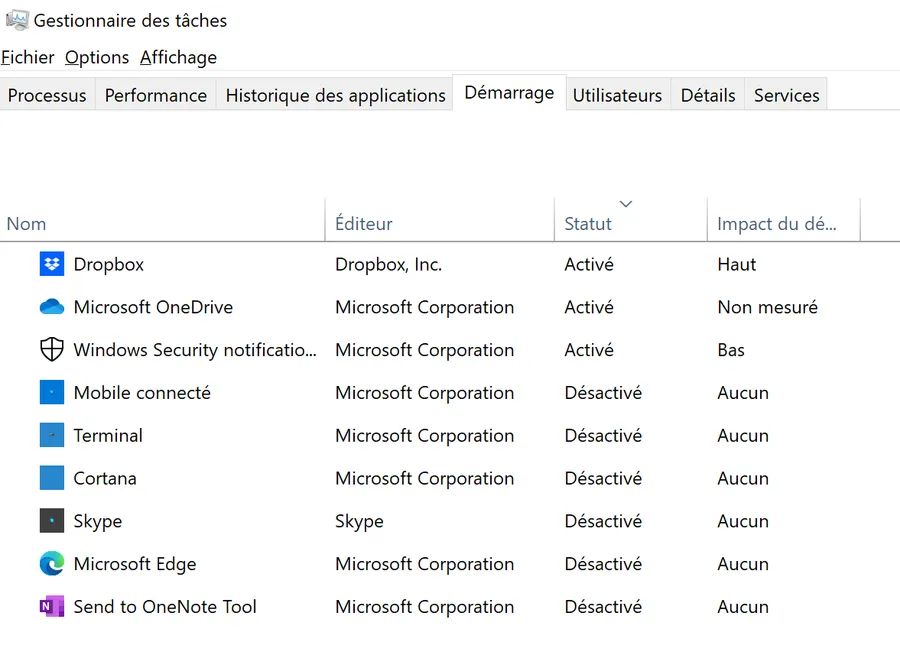 Gestionnaire des tâches
Fichier Options Affichage
Processus Performance Historique des applications Démarrage Utilisateurs Détails Services
Nom Éditeur Statut Impact du dé...
Dropbox Dropbox, Inc. Activé Haut
Microsoft OneDrive Microsoft Corporation Activé Non mesuré
Windows Security notificatio... Microsoft Corporation Activé Bas
Mobile connecté Microsoft Corporation Désactivé Aucun
Terminal Microsoft Corporation Désactivé Aucun
Cortana Microsoft Corporation Désactivé Aucun
Skype Skype Désactivé Aucun
Microsoft Edge Microsoft Corporation Désactivé Aucun
Send to OneNote Tool Microsoft Corporation Désactivé Aucun